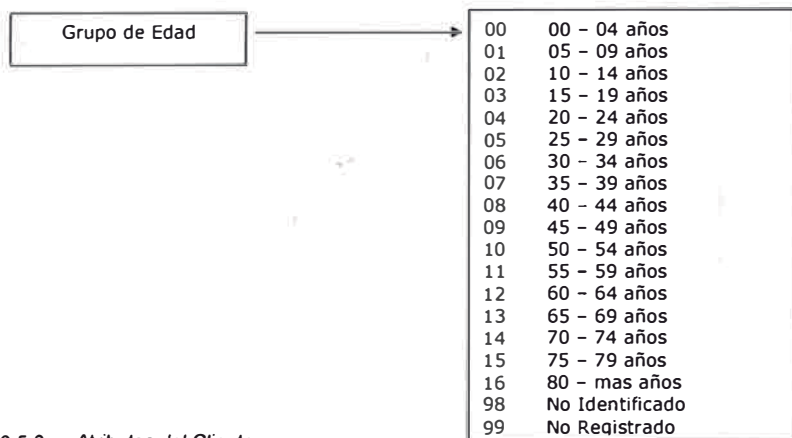 Grupo de Edad
00 00 – 04 años
01 05 – 09 años
02 10 – 14 años
03 15 – 19 años
04 20 – 24 años
05 25 – 29 años
06 30 – 34 años
07 35 – 39 años
08 40 – 44 años
09 45 – 49 años
10 50 – 54 años
11 55 – 59 años
12 60 – 64 años
13 65 – 69 años
14 70 – 74 años
15 75 – 79 años
16 80 – mas años
98 No Identificado
99 No Registrado